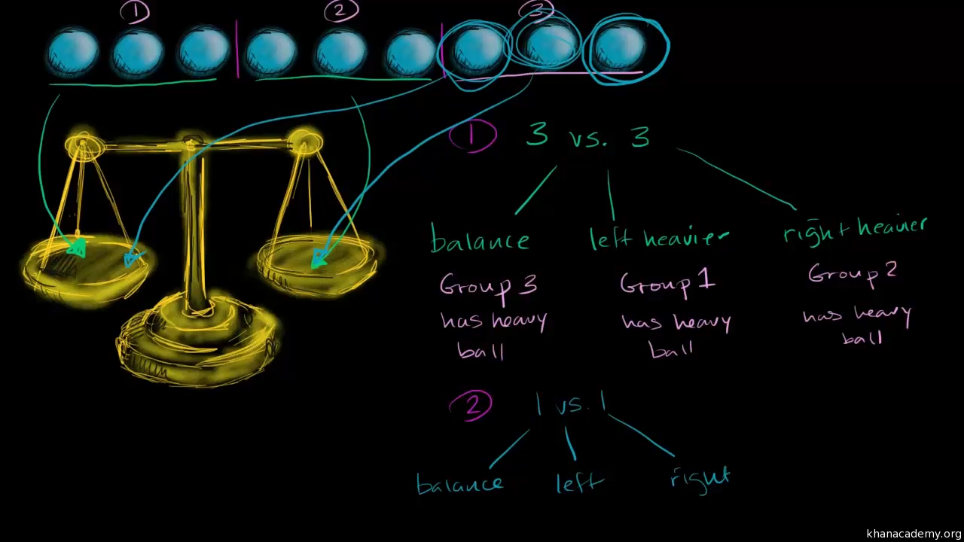 1 2 3
1 3 vs. 3
balance left heavier right heavier
Group 3 Group 1 Group 2
has heavy has heavy has heavy
ball ball ball
2 1 vs. 1
balance left right
khanacademy.org